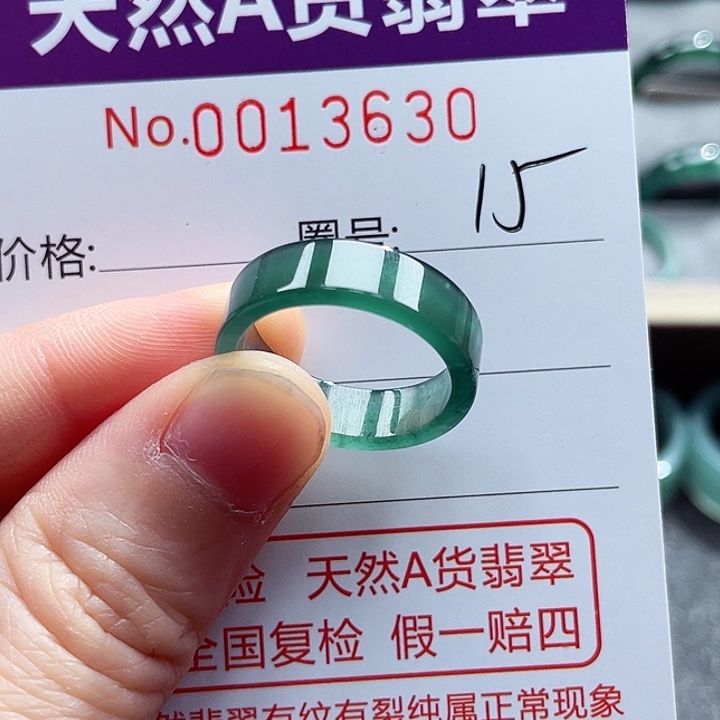 天然A货翡翠
No.0013630
价格: 圈号: 15
险 天然A货翡翠
全国复检 假一赔四
然翡翠有纹有裂纯属正常现象